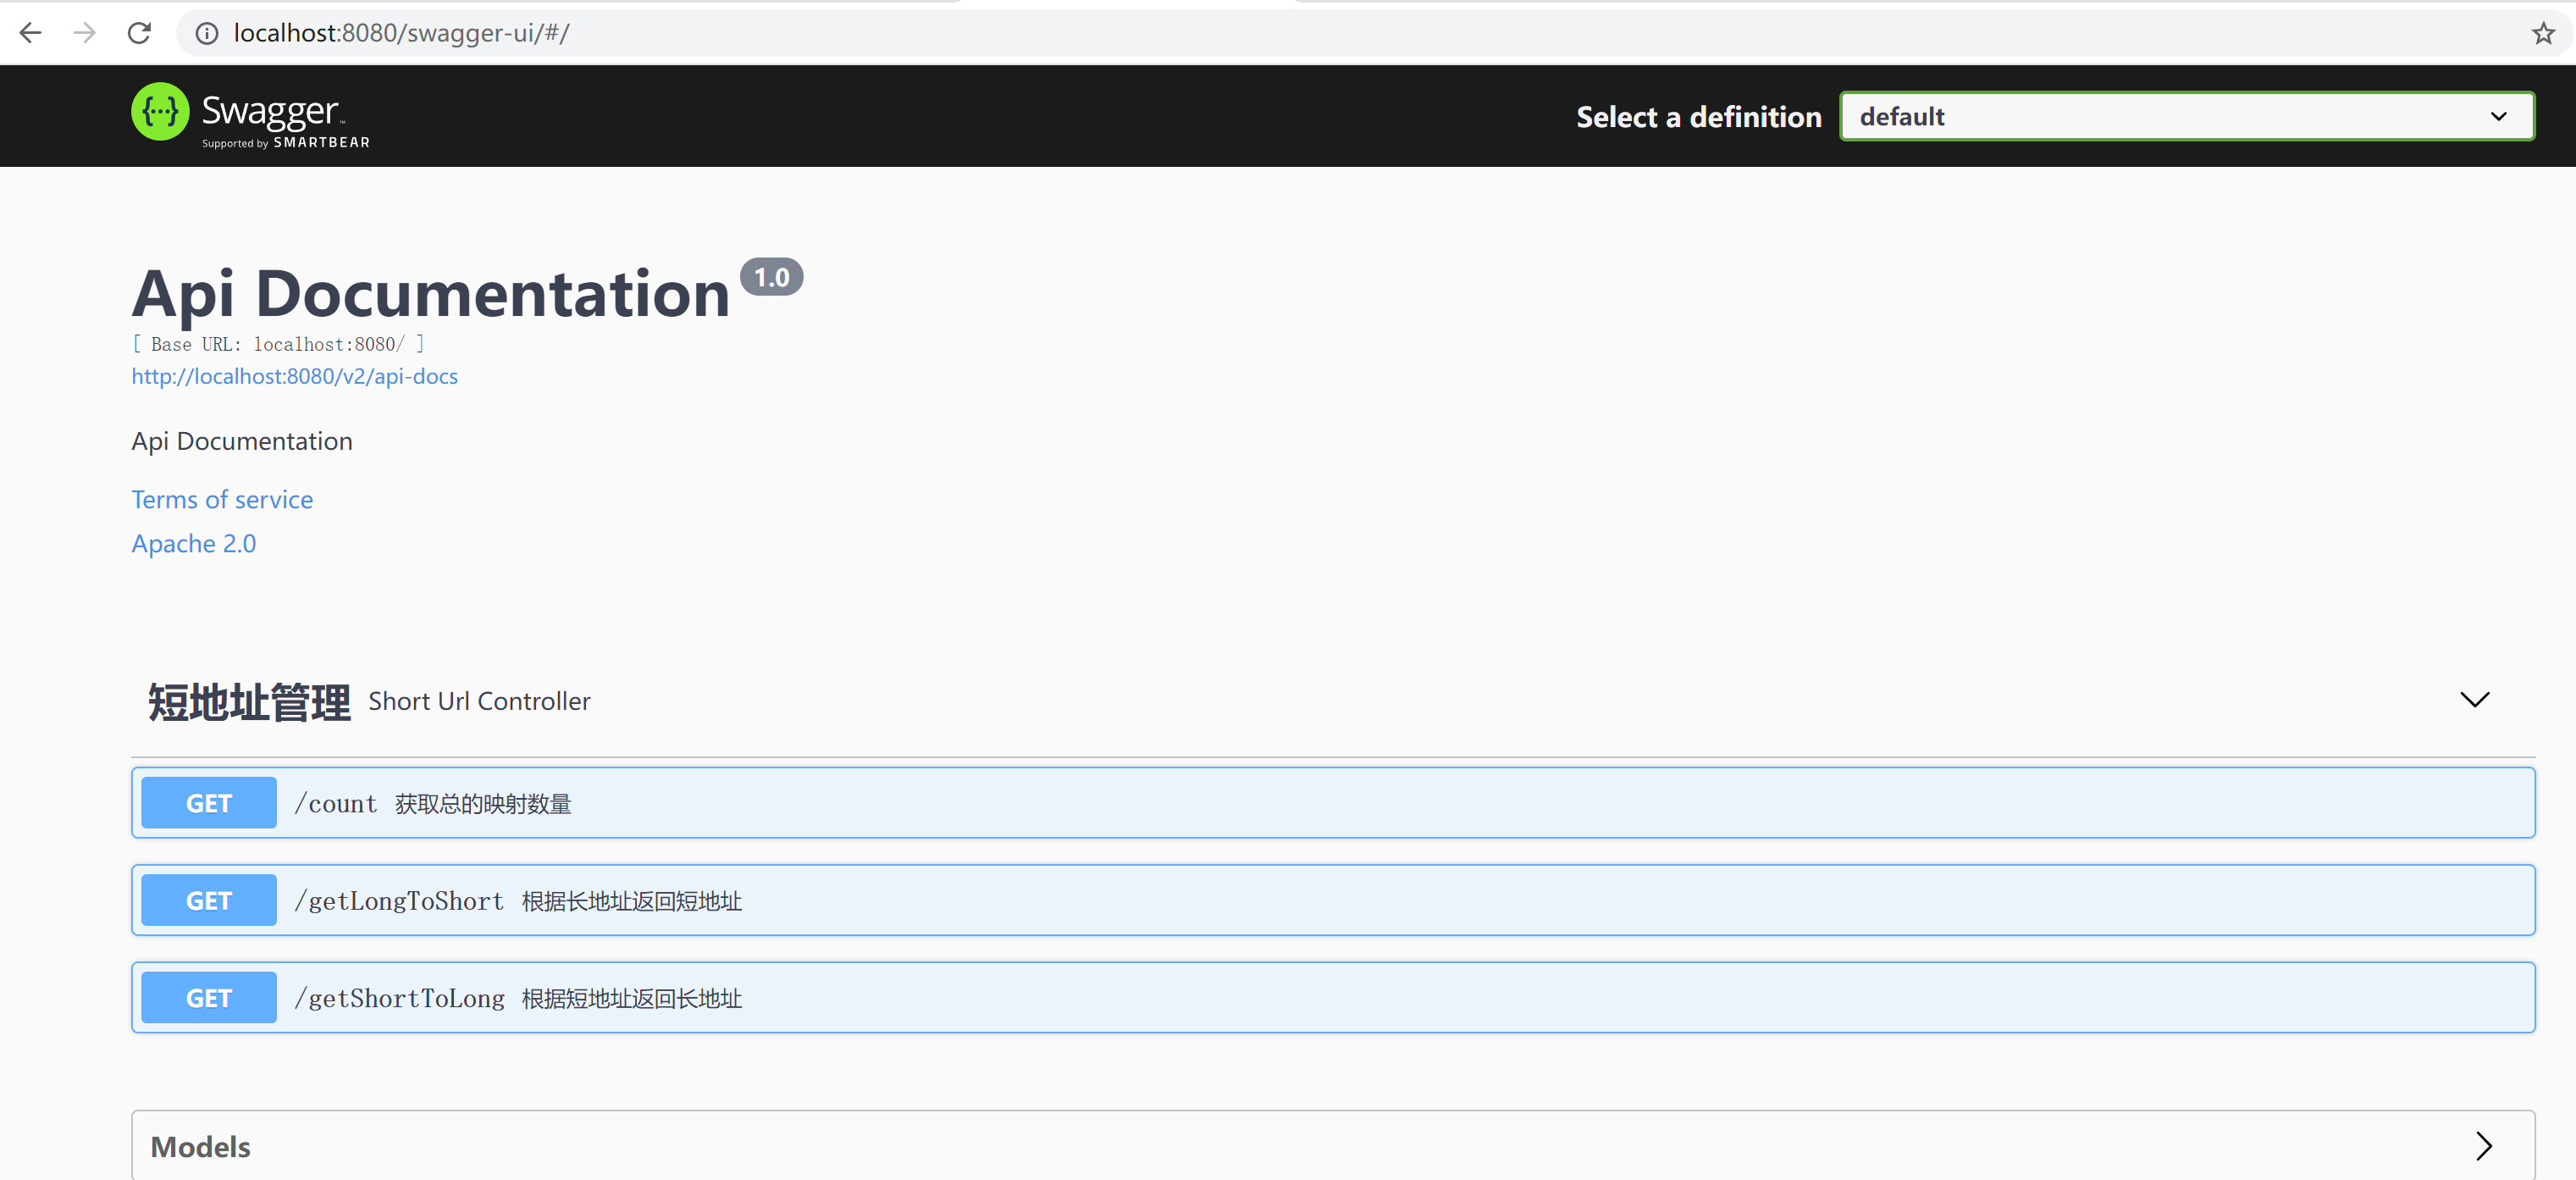 localhost:8080/swagger-ui/#/
Swagger™
Supported by SMARTBEAR
Select a definition default
Api Documentation 1.0
[ Base URL: localhost:8080/ ]
http://localhost:8080/v2/api-docs
Api Documentation
Terms of service
Apache 2.0
短地址管理 Short Url Controller
GET /count 获取总的映射数量
GET /getLongToShort 根据长地址返回短地址
GET /getShortToLong 根据短地址返回长地址
Models